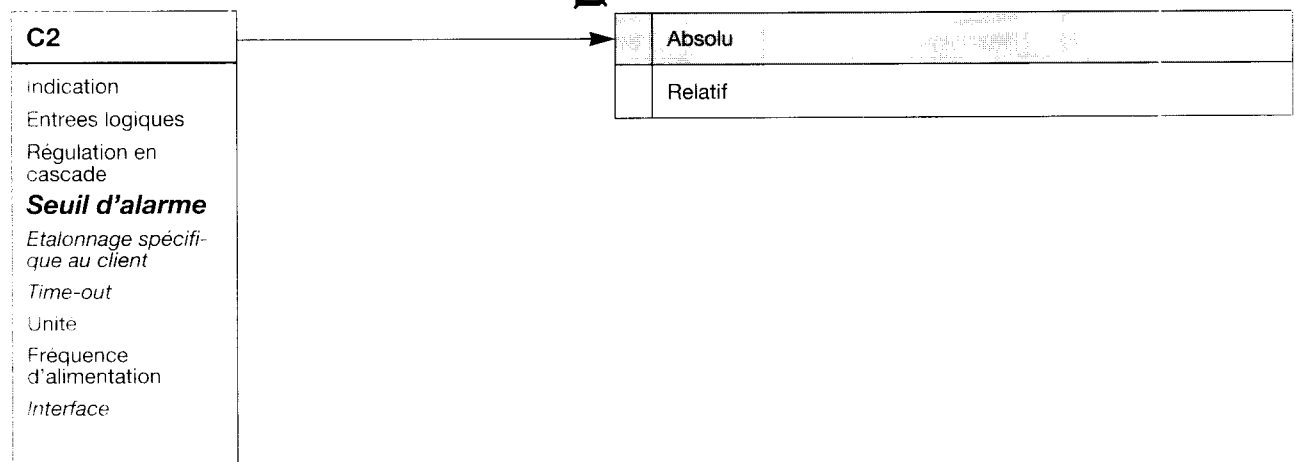 C2
Indication
Entrees logiques
Régulation en
cascade
Seuil d'alarme
Etalonnage spécifi-
que au client
Time-out
Unité
Fréquence
d'alimentation
Interface
Absolu
Relatif